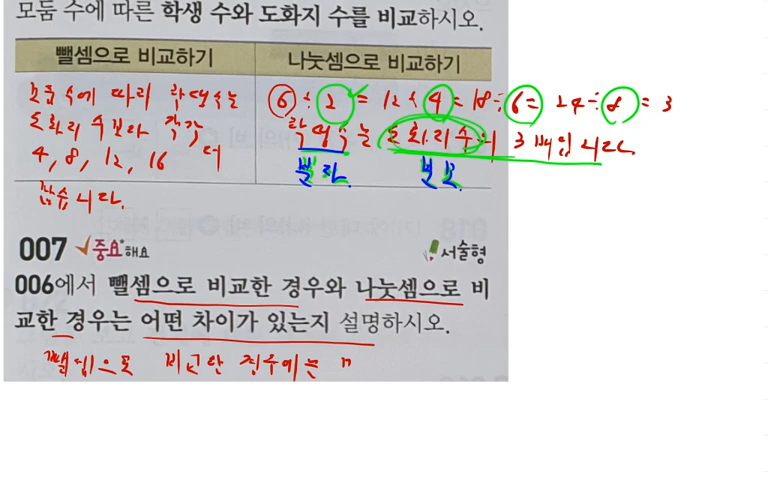 모둠 수에 따른 학생 수와 도화지 수를 비교하시오.
뺄셈으로 비교하기
나눗셈으로 비교하기
모둠 수에 따라 학생수는
도화지 수보다 각각
4, 8, 12, 16 더
많습니다.
6 ÷ 2 = 12 ÷ 4 = 18 ÷ 6 = 24 ÷ 8 = 3
학생수는 도화지수의 3배입니다
분자 분모
007 중요해요 서술형
006에서 뺄셈으로 비교한 경우와 나눗셈으로 비
교한 경우는 어떤 차이가 있는지 설명하시오.
뺄셈으로 비교한 경우에는